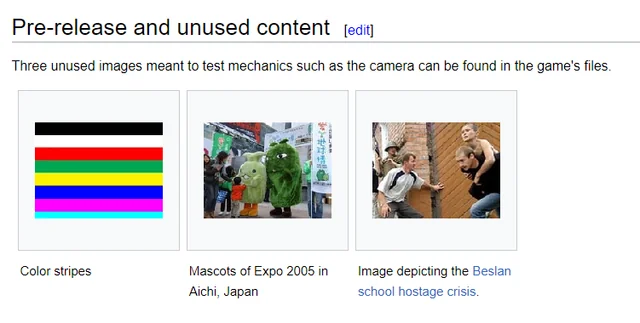 Pre-release and unused content [edit]
Three unused images meant to test mechanics such as the camera can be found in the game's files.
Color stripes
Mascots of Expo 2005 in
Aichi, Japan
Image depicting the Beslan
school hostage crisis.